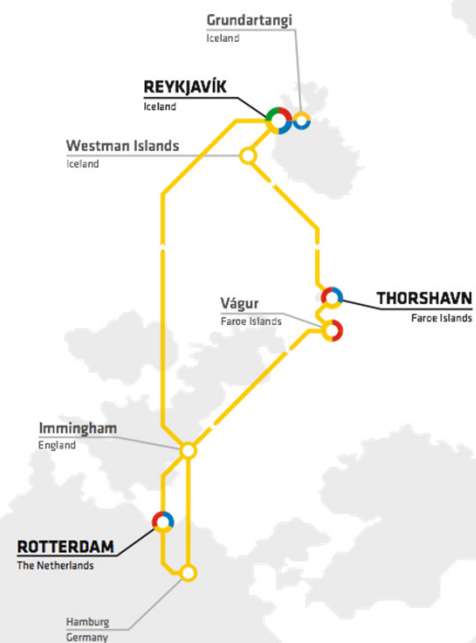 Grundartangi
Iceland
REYKJAVÍK
Iceland
Westman Islands
Iceland
Vágur
Faroe Islands
THORSHAVN
Faroe Islands
Immingham
England
ROTTERDAM
The Netherlands
Hamburg
Germany